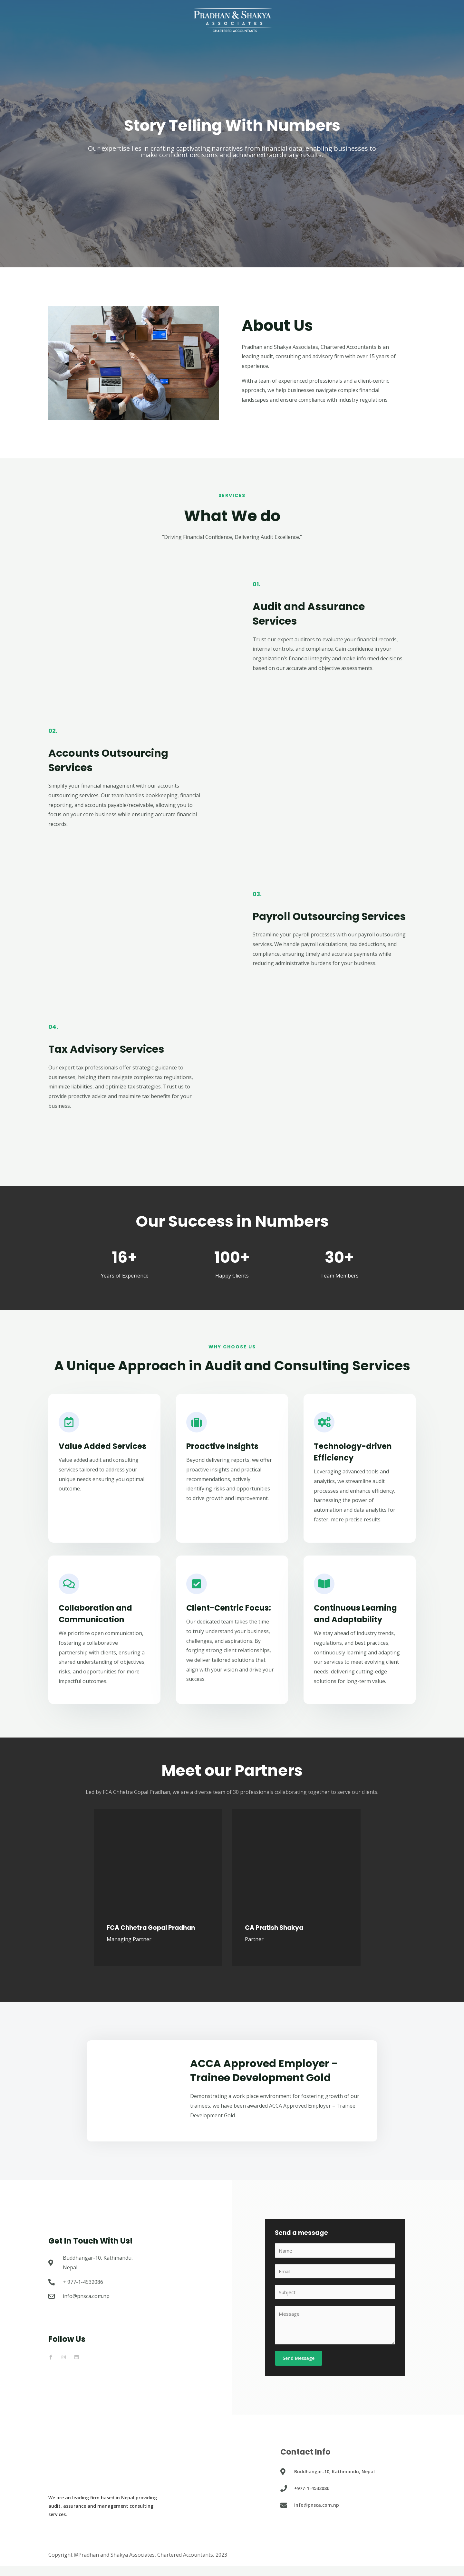 PRADHAN & SHAKYA
ASSOCIATES
CHARTERED ACCOUNTANTS
Story Telling With Numbers
Our expertise lies in crafting captivating narratives from financial data, enabling businesses to
make confident decisions and achieve extraordinary results.
About Us
Pradhan and Shakya Associates, Chartered Accountants is an
leading audit, consulting and advisory firm with over 15 years of
experience.
With a team of experienced professionals and a client-centric
approach, we help businesses navigate complex financial
landscapes and ensure compliance with industry regulations.
SERVICES
What We do
"Driving Financial Confidence, Delivering Audit Excellence."
01.
Audit and Assurance
Services
Trust our expert auditors to evaluate your financial records,
internal controls, and compliance. Gain confidence in your
organization's financial integrity and make informed decisions
based on our accurate and objective assessments.
02.
Accounts Outsourcing
Services
Simplify your financial management with our accounts
outsourcing services. Our team handles bookkeeping, financial
reporting, and accounts payable/receivable, allowing you to
focus on your core business while ensuring accurate financial
records.
03.
Payroll Outsourcing Services
Streamline your payroll processes with our payroll outsourcing
services. We handle payroll calculations, tax deductions, and
compliance, ensuring timely and accurate payments while
reducing administrative burdens for your business.
04.
Tax Advisory Services
Our expert tax professionals offer strategic guidance to
businesses, helping them navigate complex tax regulations,
minimize liabilities, and optimize tax strategies. Trust us to
provide proactive advice and maximize tax benefits for your
business.
Our Success in Numbers
16+
Years of Experience
100+
Happy Clients
30+
Team Members
WHY CHOOSE US
A Unique Approach in Audit and Consulting Services
Value Added Services
Value added audit and consulting
services tailored to address your
unique needs ensuring you optimal
outcome.
Proactive Insights
Beyond delivering reports, we offer
proactive insights and practical
recommendations, actively
identifying risks and opportunities
to drive growth and improvement.
Technology-driven
Efficiency
Leveraging advanced tools and
analytics, we streamline audit
processes and enhance efficiency,
harnessing the power of
automation and data analytics for
faster, more precise results.
Collaboration and
Communication
We prioritize open communication,
fostering a collaborative
partnership with clients, ensuring a
shared understanding of objectives,
risks, and opportunities for more
impactful outcomes.
Client-Centric Focus:
Our dedicated team takes the time
to truly understand your business,
challenges, and aspirations. By
forging strong client relationships,
we deliver tailored solutions that
align with your vision and drive your
success.
Continuous Learning
and Adaptability
We stay ahead of industry trends,
regulations, and best practices,
continuously learning and adapting
our services to meet evolving client
needs, delivering cutting-edge
solutions for long-term value.
Meet our Partners
Led by FCA Chhetra Gopal Pradhan, we are a diverse team of 30 professionals collaborating together to serve our clients.
FCA Chhetra Gopal Pradhan
Managing Partner
CA Pratish Shakya
Partner
ACCA Approved Employer -
Trainee Development Gold
Demonstrating a work place environment for fostering growth of our
trainees, we have been awarded ACCA Approved Employer – Trainee
Development Gold.
Get In Touch With Us!
Buddhangar-10, Kathmandu,
Nepal
+ 977-1-4532086
info@pnsca.com.np
Follow Us
Send a message
Name
Email
Subject
Message
Send Message
We are an leading firm based in Nepal providing
audit, assurance and management consulting
services.
Contact Info
Buddhangar-10, Kathmandu, Nepal
+977-1-4532086
info@pnsca.com.np
Copyright @Pradhan and Shakya Associates, Chartered Accountants, 2023